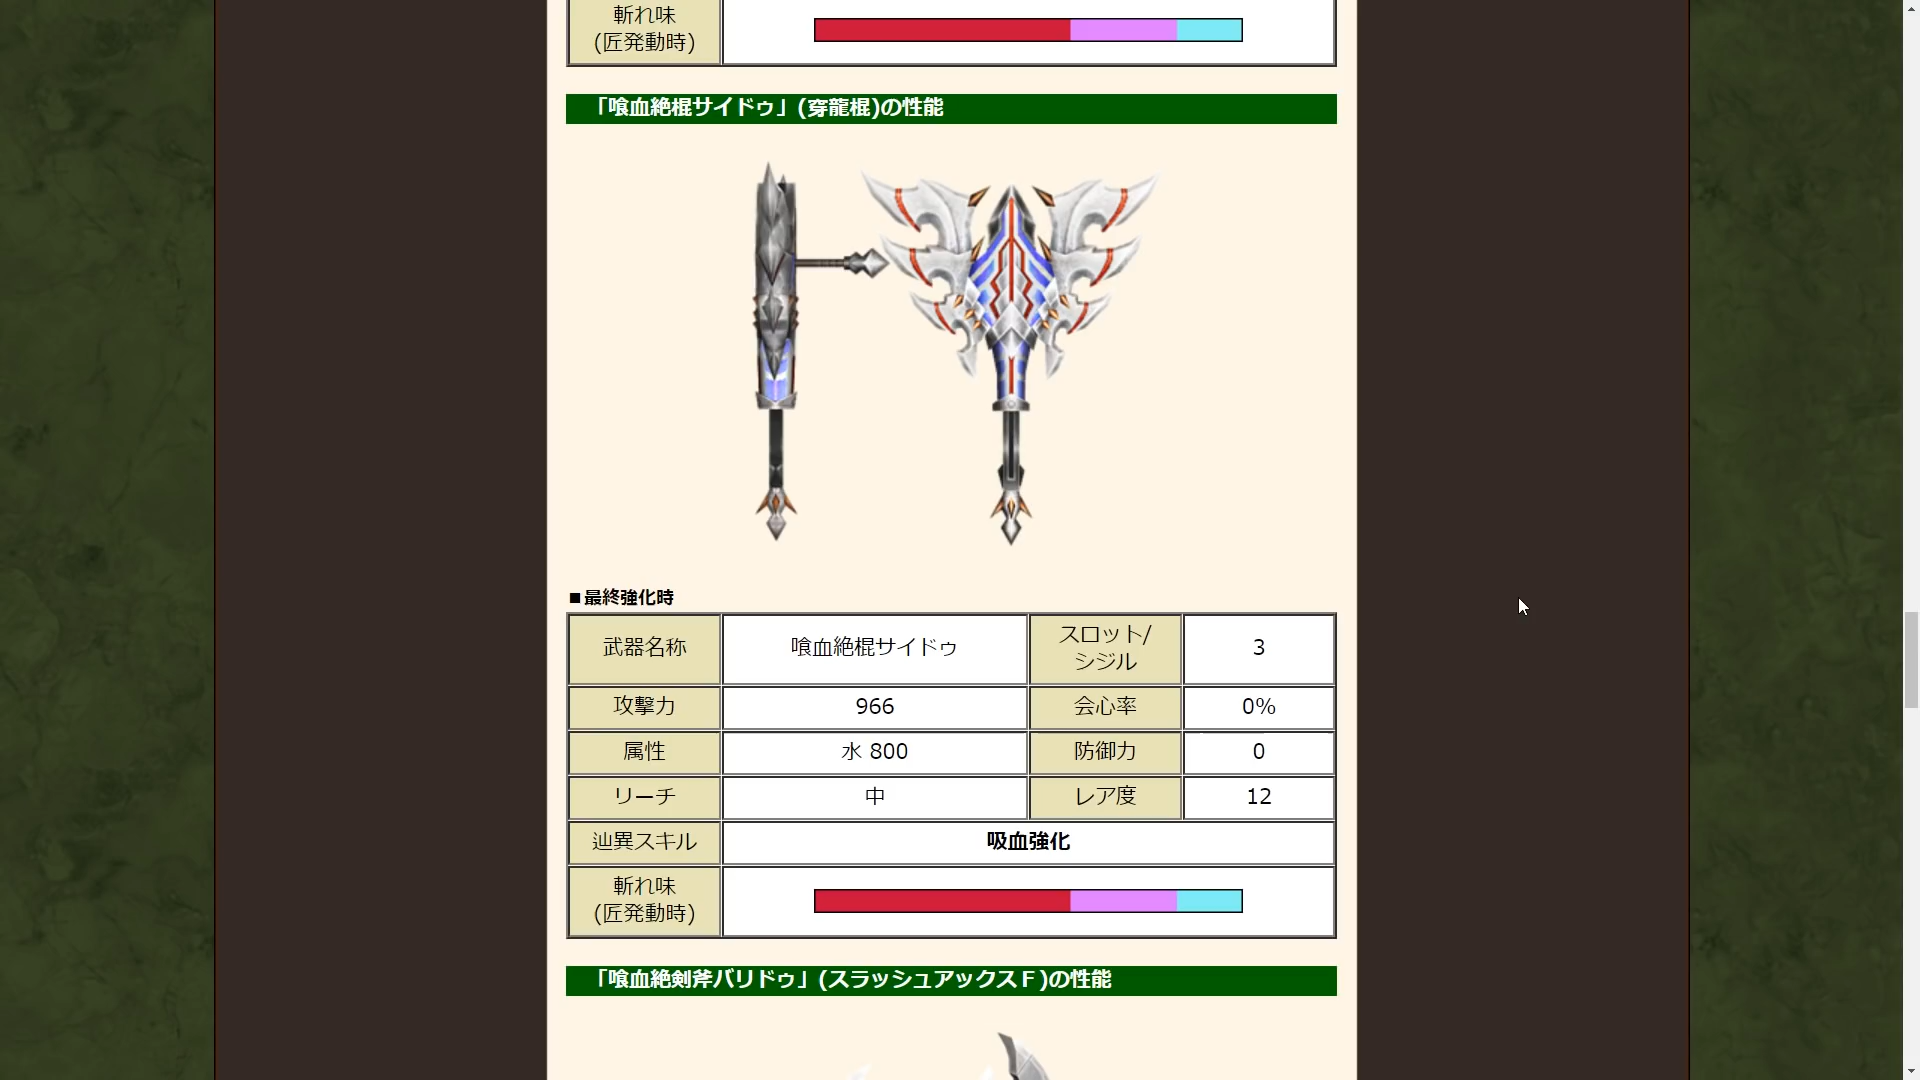 斬れ味
(匠発動時)
「喰血絶棍サイドゥ」(穿龍棍)の性能
■最終強化時
武器名称 喰血絶棍サイドゥ スロット/
シジル 3
攻撃力 966 会心率 0%
属性 水 800 防御力 0
リーチ 中 レア度 12
辿異スキル 吸血強化
斬れ味
(匠発動時)
「喰血絶剣斧バリドゥ」(スラッシュアックスF)の性能